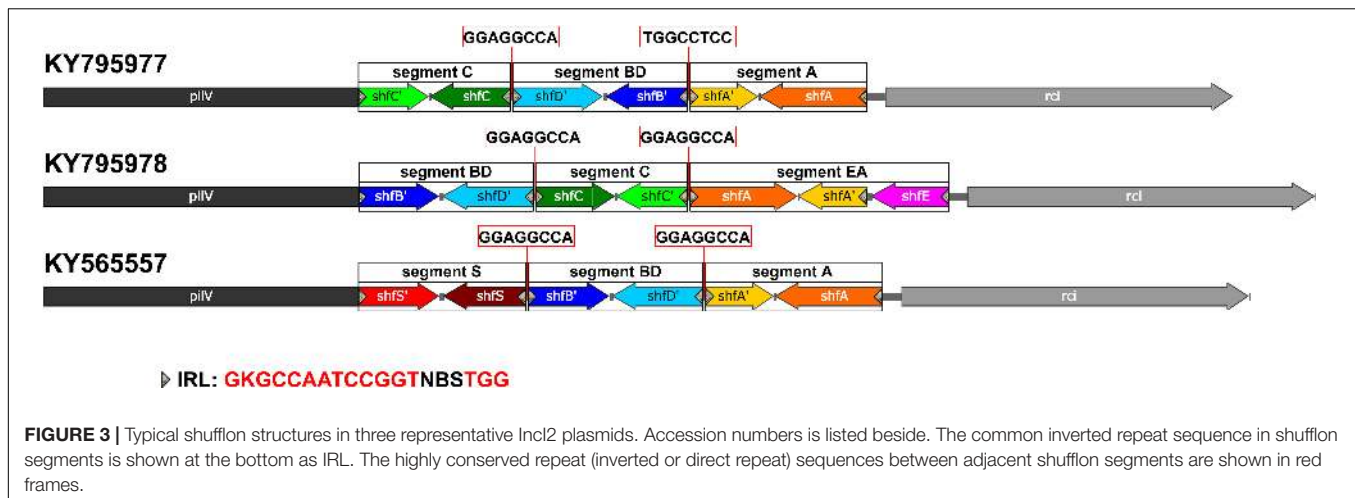 GGAGGCCA TGGCCTCC
KY795977
segment C segment BD segment A
pilV shfC' shfC shfD' shfB' shfA' shfA rci
GGAGGCCA GGAGGCCA
KY795978
segment BD segment C segment EA
pilV shfB' shfD' shfC shfC' shfA shfA' shfE rci
GGAGGCCA GGAGGCCA
KY565557
segment S segment BD segment A
pilV shfS' shfS shfB' shfD' shfA' shfA rci
IRL: GKGCCAATCCGGTNBSTGG
FIGURE 3 | Typical shufflon structures in three representative IncI2 plasmids. Accession numbers is listed beside. The common inverted repeat sequence in shufflon
segments is shown at the bottom as IRL. The highly conserved repeat (inverted or direct repeat) sequences between adjacent shufflon segments are shown in red
frames.